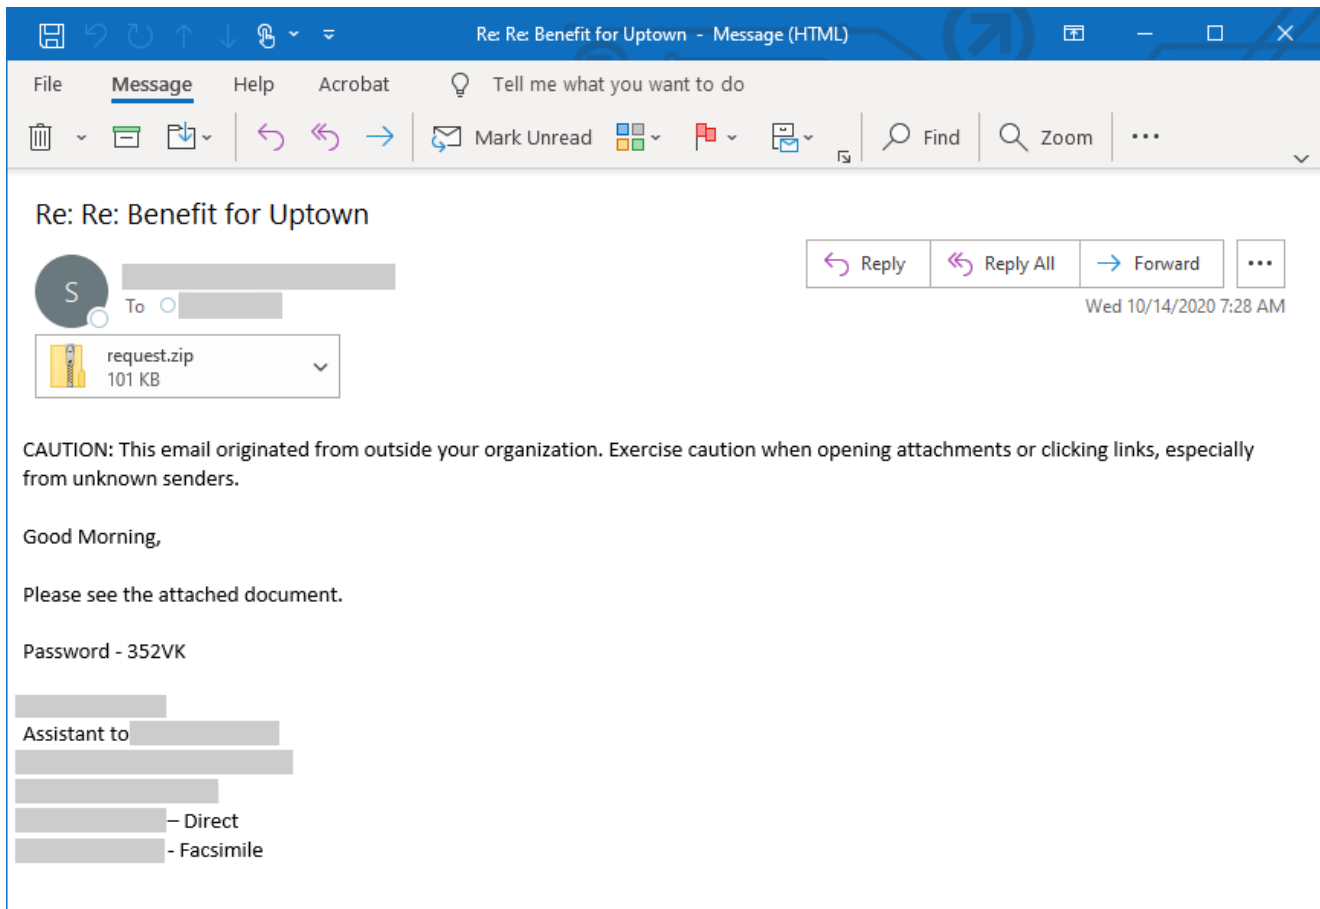 Re: Re: Benefit for Uptown - Message (HTML)
File Message Help Acrobat Tell me what you want to do
Mark Unread Find Zoom
Re: Re: Benefit for Uptown
Reply Reply All Forward
S
To
Wed 10/14/2020 7:28 AM
request.zip
101 KB
CAUTION: This email originated from outside your organization. Exercise caution when opening attachments or clicking links, especially
from unknown senders.
Good Morning,
Please see the attached document.
Password - 352VK
Assistant to
– Direct
- Facsimile